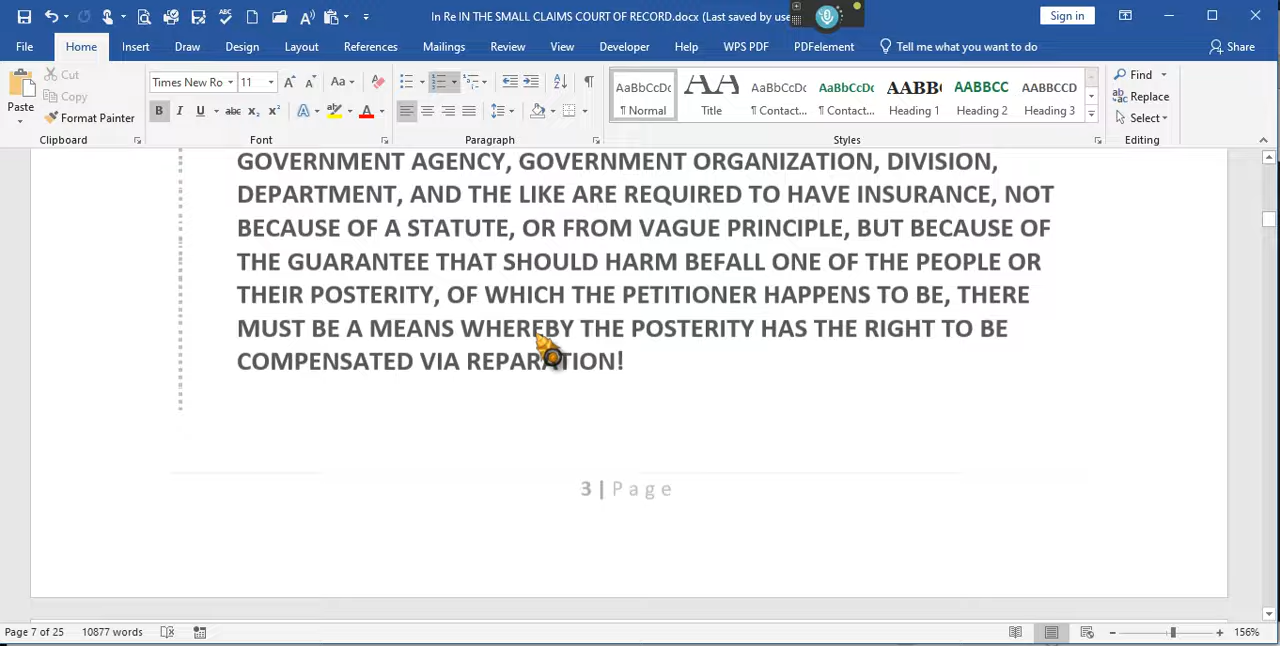 In Re IN THE SMALL CLAIMS COURT OF RECORD.docx (Last saved by use
Sign in
File Home Insert Draw Design Layout References Mailings Review View Developer Help WPS PDF PDFelement Tell me what you want to do Share
Paste
Cut
Copy
Format Painter
Clipboard
Times New Ro 11
Font
Paragraph
AaBbCcDc AA AaBbCcDc AaBbCcDc AABBC AABBCC AABBCCD
¶ Normal Title ¶ Contact... ¶ Contact... Heading 1 Heading 2 Heading 3
Styles
Find
Replace
Select
Editing
GOVERNMENT AGENCY, GOVERNMENT ORGANIZATION, DIVISION,
DEPARTMENT, AND THE LIKE ARE REQUIRED TO HAVE INSURANCE, NOT
BECAUSE OF A STATUTE, OR FROM VAGUE PRINCIPLE, BUT BECAUSE OF
THE GUARANTEE THAT SHOULD HARM BEFALL ONE OF THE PEOPLE OR
THEIR POSTERITY, OF WHICH THE PETITIONER HAPPENS TO BE, THERE
MUST BE A MEANS WHEREBY THE POSTERITY HAS THE RIGHT TO BE
COMPENSATED VIA REPARATION!
3 | Page
Page 7 of 25 10877 words 156%